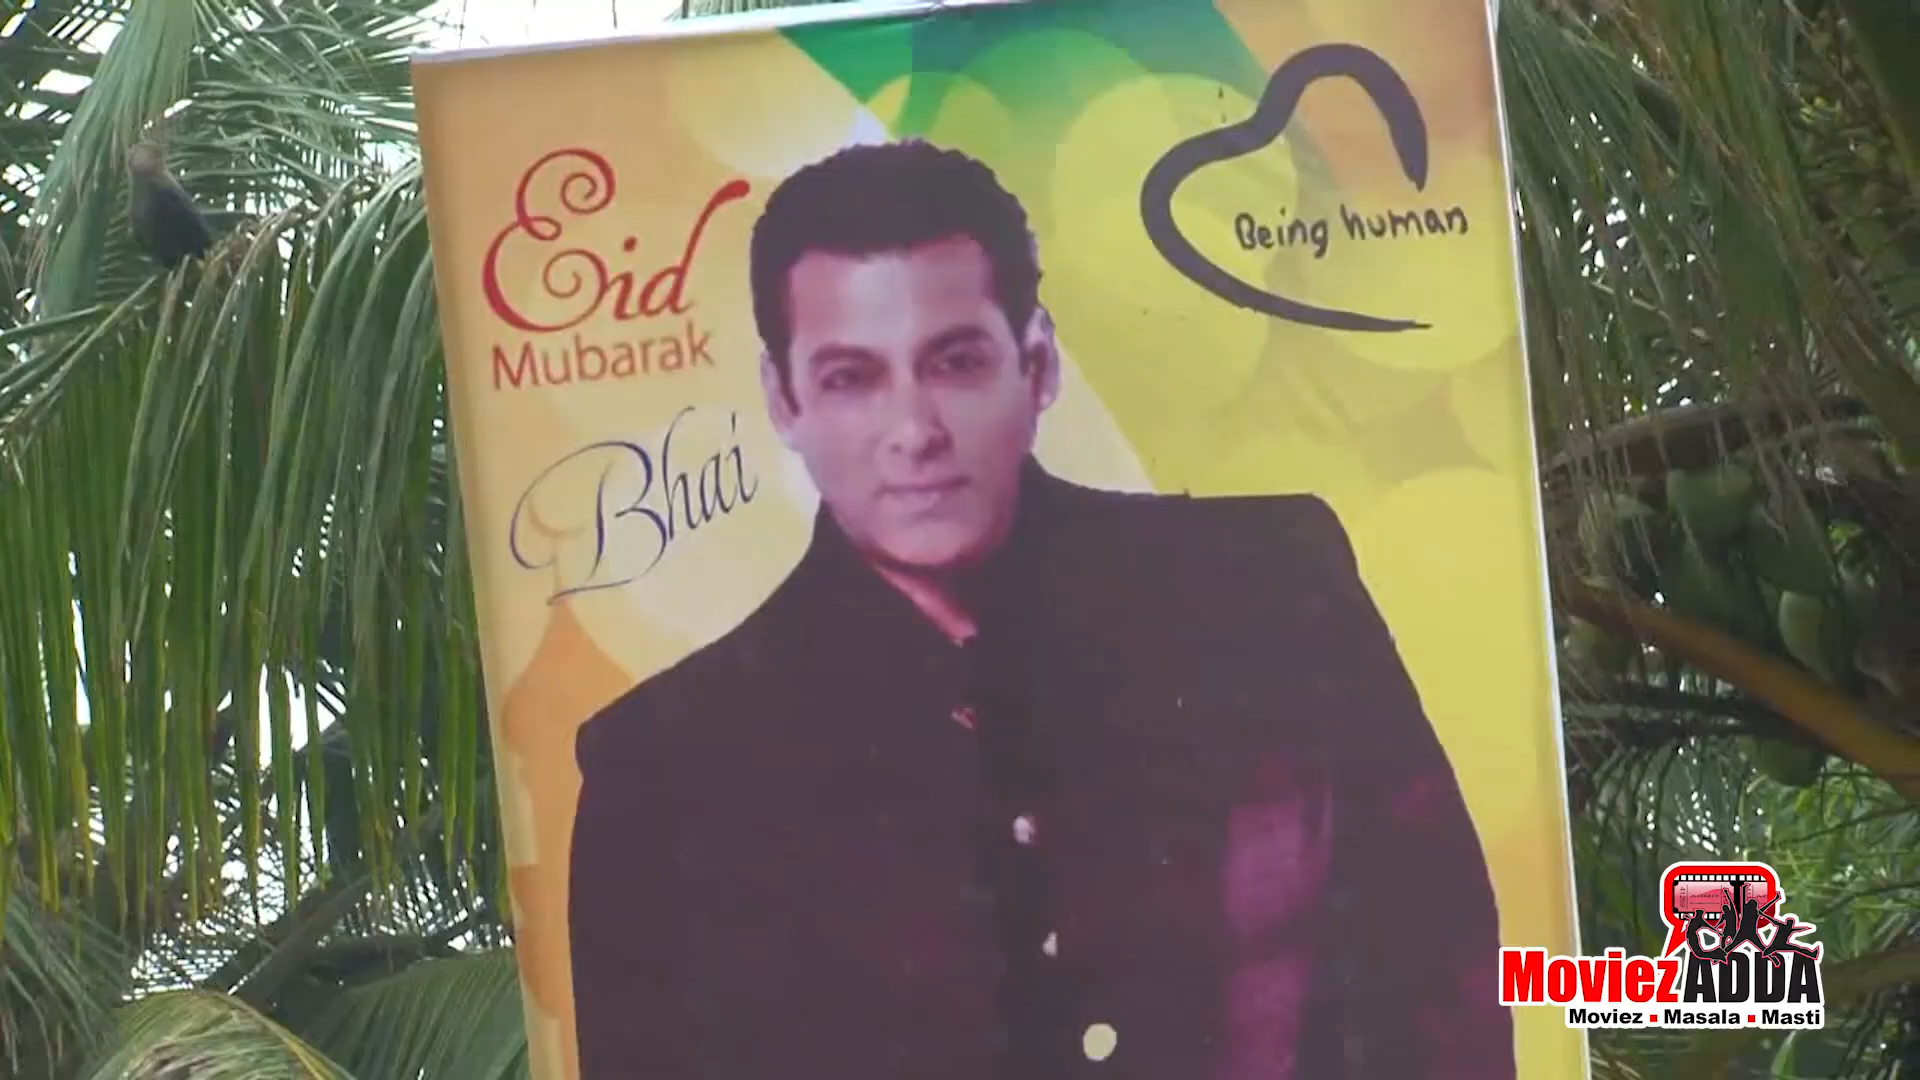 Eid
Mubarak
Bhai
Being human
MoviezADDA
Moviez ▪ Masala ▪ Masti